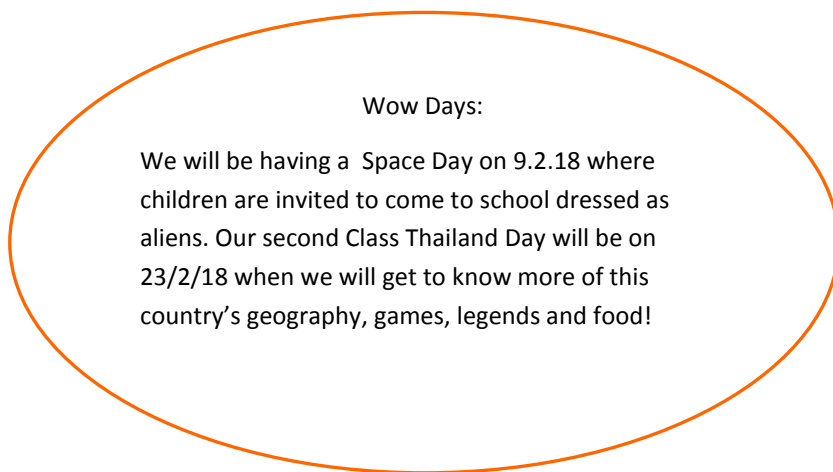 Wow Days:
We will be having a  Space Day on 9.2.18 where
children are invited to come to school dressed as
aliens. Our second Class Thailand Day will be on
23/2/18 when we will get to know more of this
country’s geography, games, legends and food!